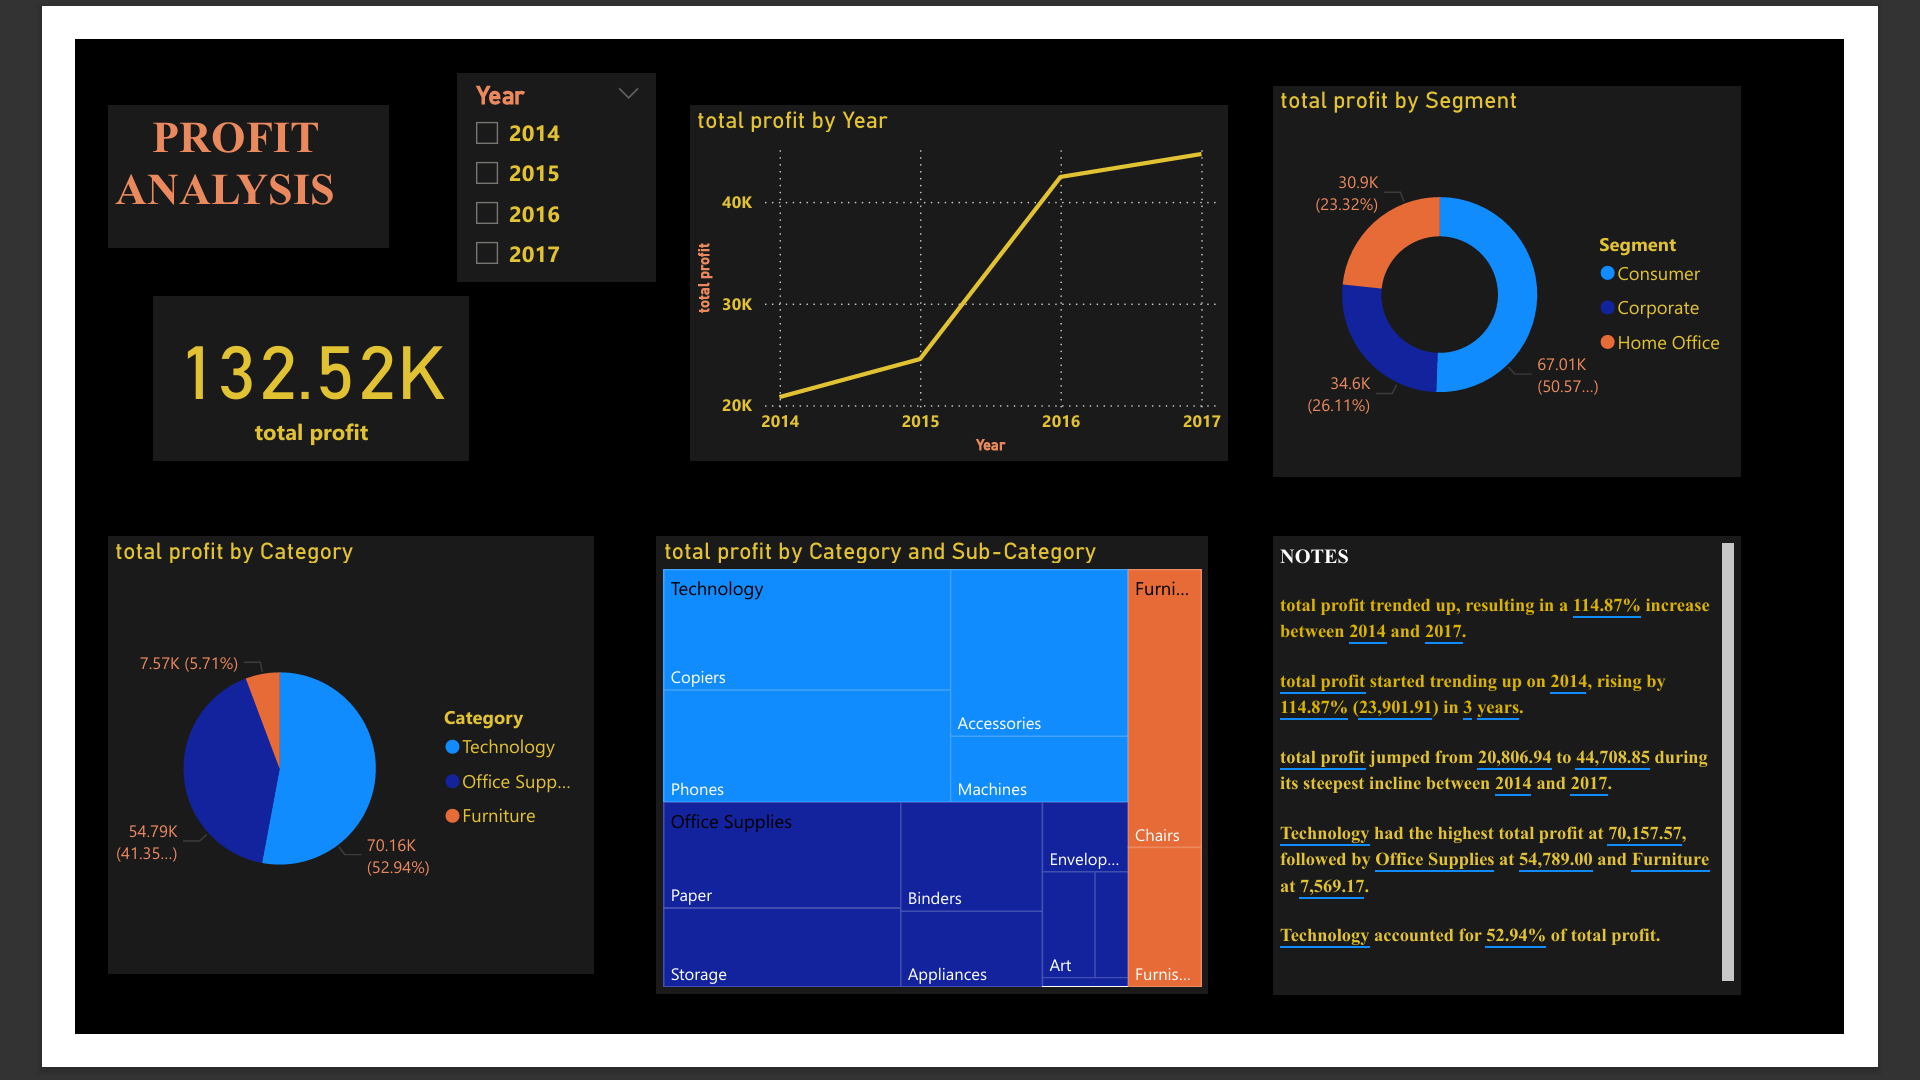 PROFIT
ANALYSIS
Year
2014
2015
2016
2017
132.52K
total profit
total profit by Year
total profit
40K
30K
20K
2014
2015
2016
2017
Year
total profit by Segment
30.9K
(23.32%)
34.6K
(26.11%)
67.01K
(50.57...)
Segment
Consumer
Corporate
Home Office
total profit by Category
7.57K (5.71%)
54.79K
(41.35...)
70.16K
(52.94%)
Category
Technology
Office Supp...
Furniture
total profit by Category and Sub-Category
Technology
Copiers
Phones
Accessories
Machines
Office Supplies
Paper
Storage
Binders
Appliances
Envelop...
Art
Furni...
Chairs
Furnis...
NOTES
total profit trended up, resulting in a 114.87% increase
between 2014 and 2017.
total profit started trending up on 2014, rising by
114.87% (23,901.91) in 3 years.
total profit jumped from 20,806.94 to 44,708.85 during
its steepest incline between 2014 and 2017.
Technology had the highest total profit at 70,157.57,
followed by Office Supplies at 54,789.00 and Furniture
at 7,569.17.
Technology accounted for 52.94% of total profit.